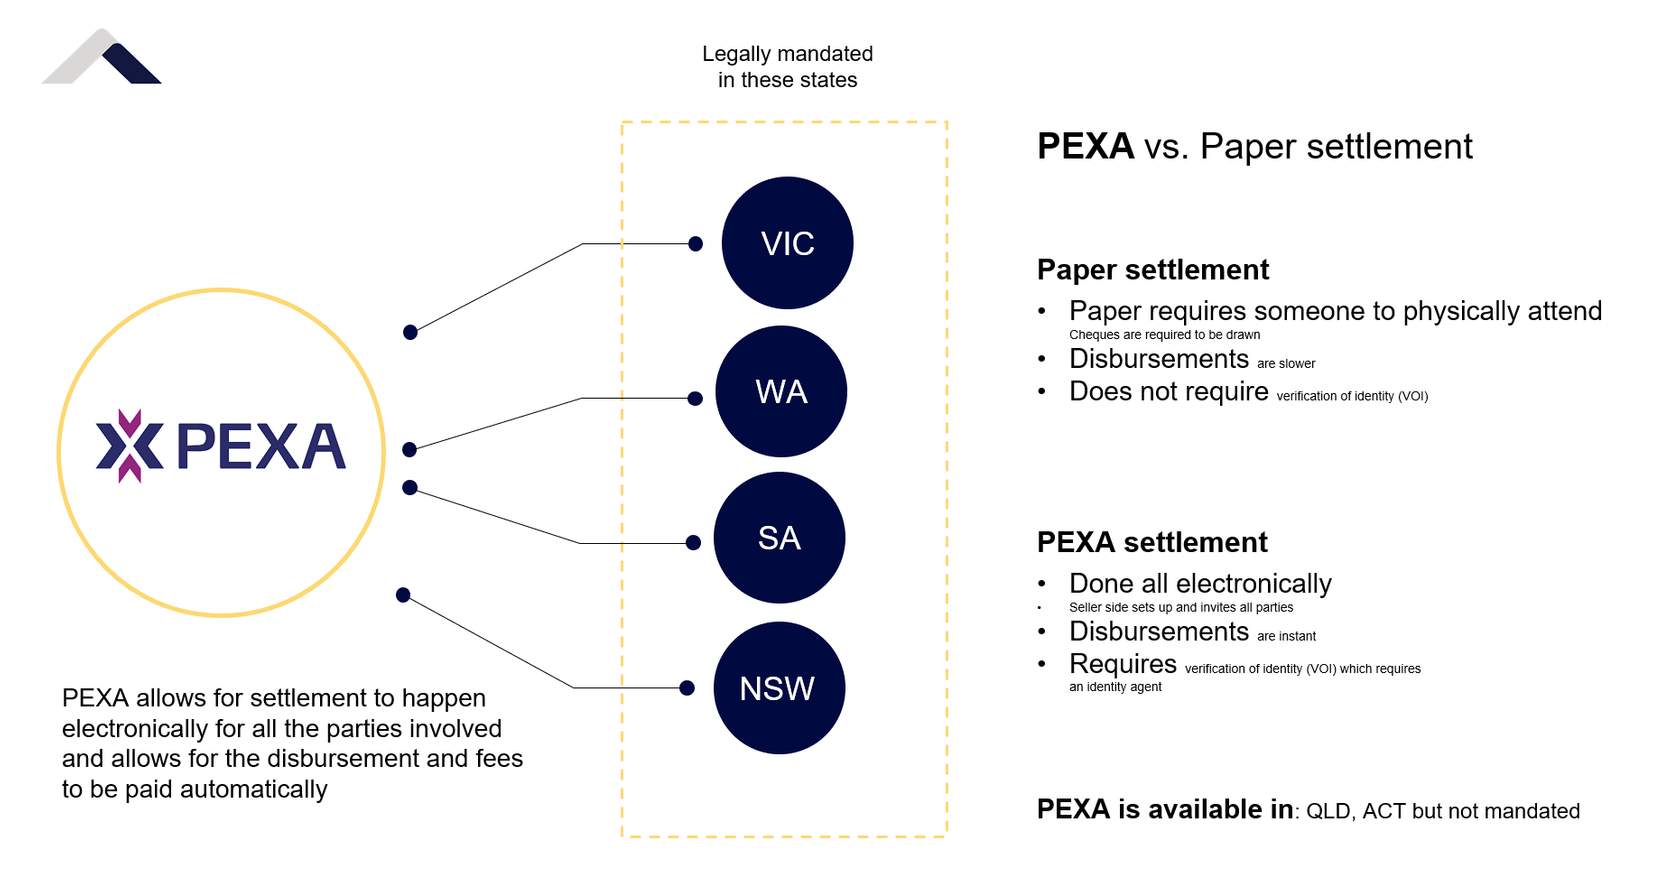 Legally mandated
in these states
PEXA vs. Paper settlement
VIC
WA
SA
NSW
PEXA
PEXA allows for settlement to happen
electronically for all the parties involved
and allows for the disbursement and fees
to be paid automatically
Paper settlement
• Paper requires someone to physically attend
Cheques are required to be drawn
• Disbursements are slower
• Does not require verification of identity (VOI)
PEXA settlement
• Done all electronically
• Seller side sets up and invites all parties
• Disbursements are instant
• Requires verification of identity (VOI) which requires
an identity agent
PEXA is available in: QLD, ACT but not mandated